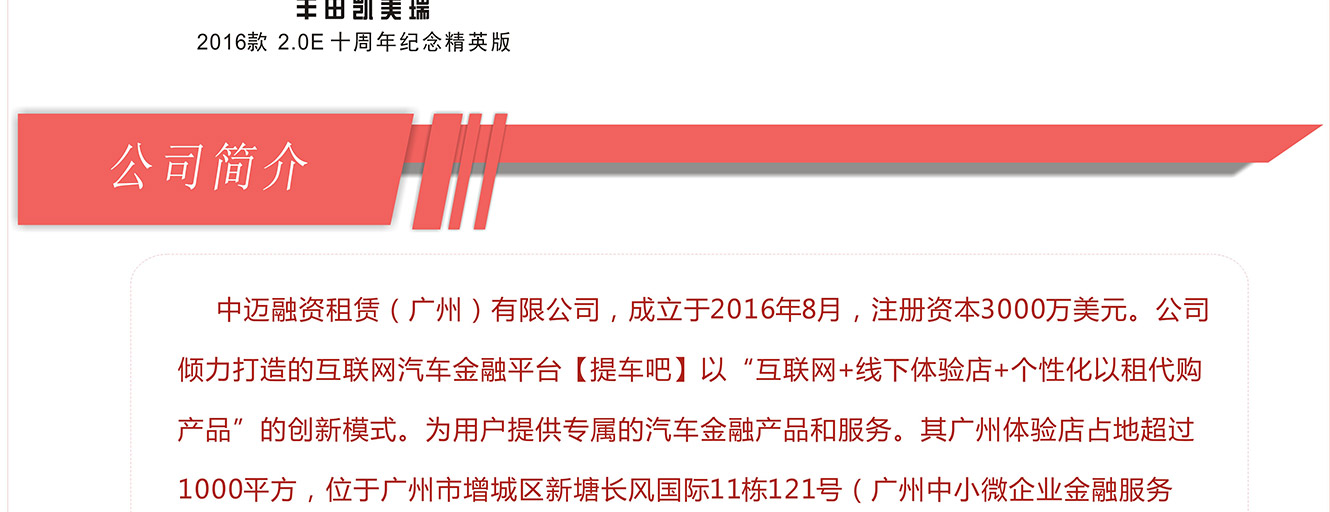 丰田凯美瑞
2016款 2.0E 十周年纪念精英版
公司简介
中迈融资租赁（广州）有限公司，成立于2016年8月，注册资本3000万美元。公司
倾力打造的互联网汽车金融平台【提车吧】以“互联网+线下体验店+个性化以租代购
产品”的创新模式。为用户提供专属的汽车金融产品和服务。其广州体验店占地超过
1000平方，位于广州市增城区新塘长风国际11栋121号（广州中小微企业金融服务